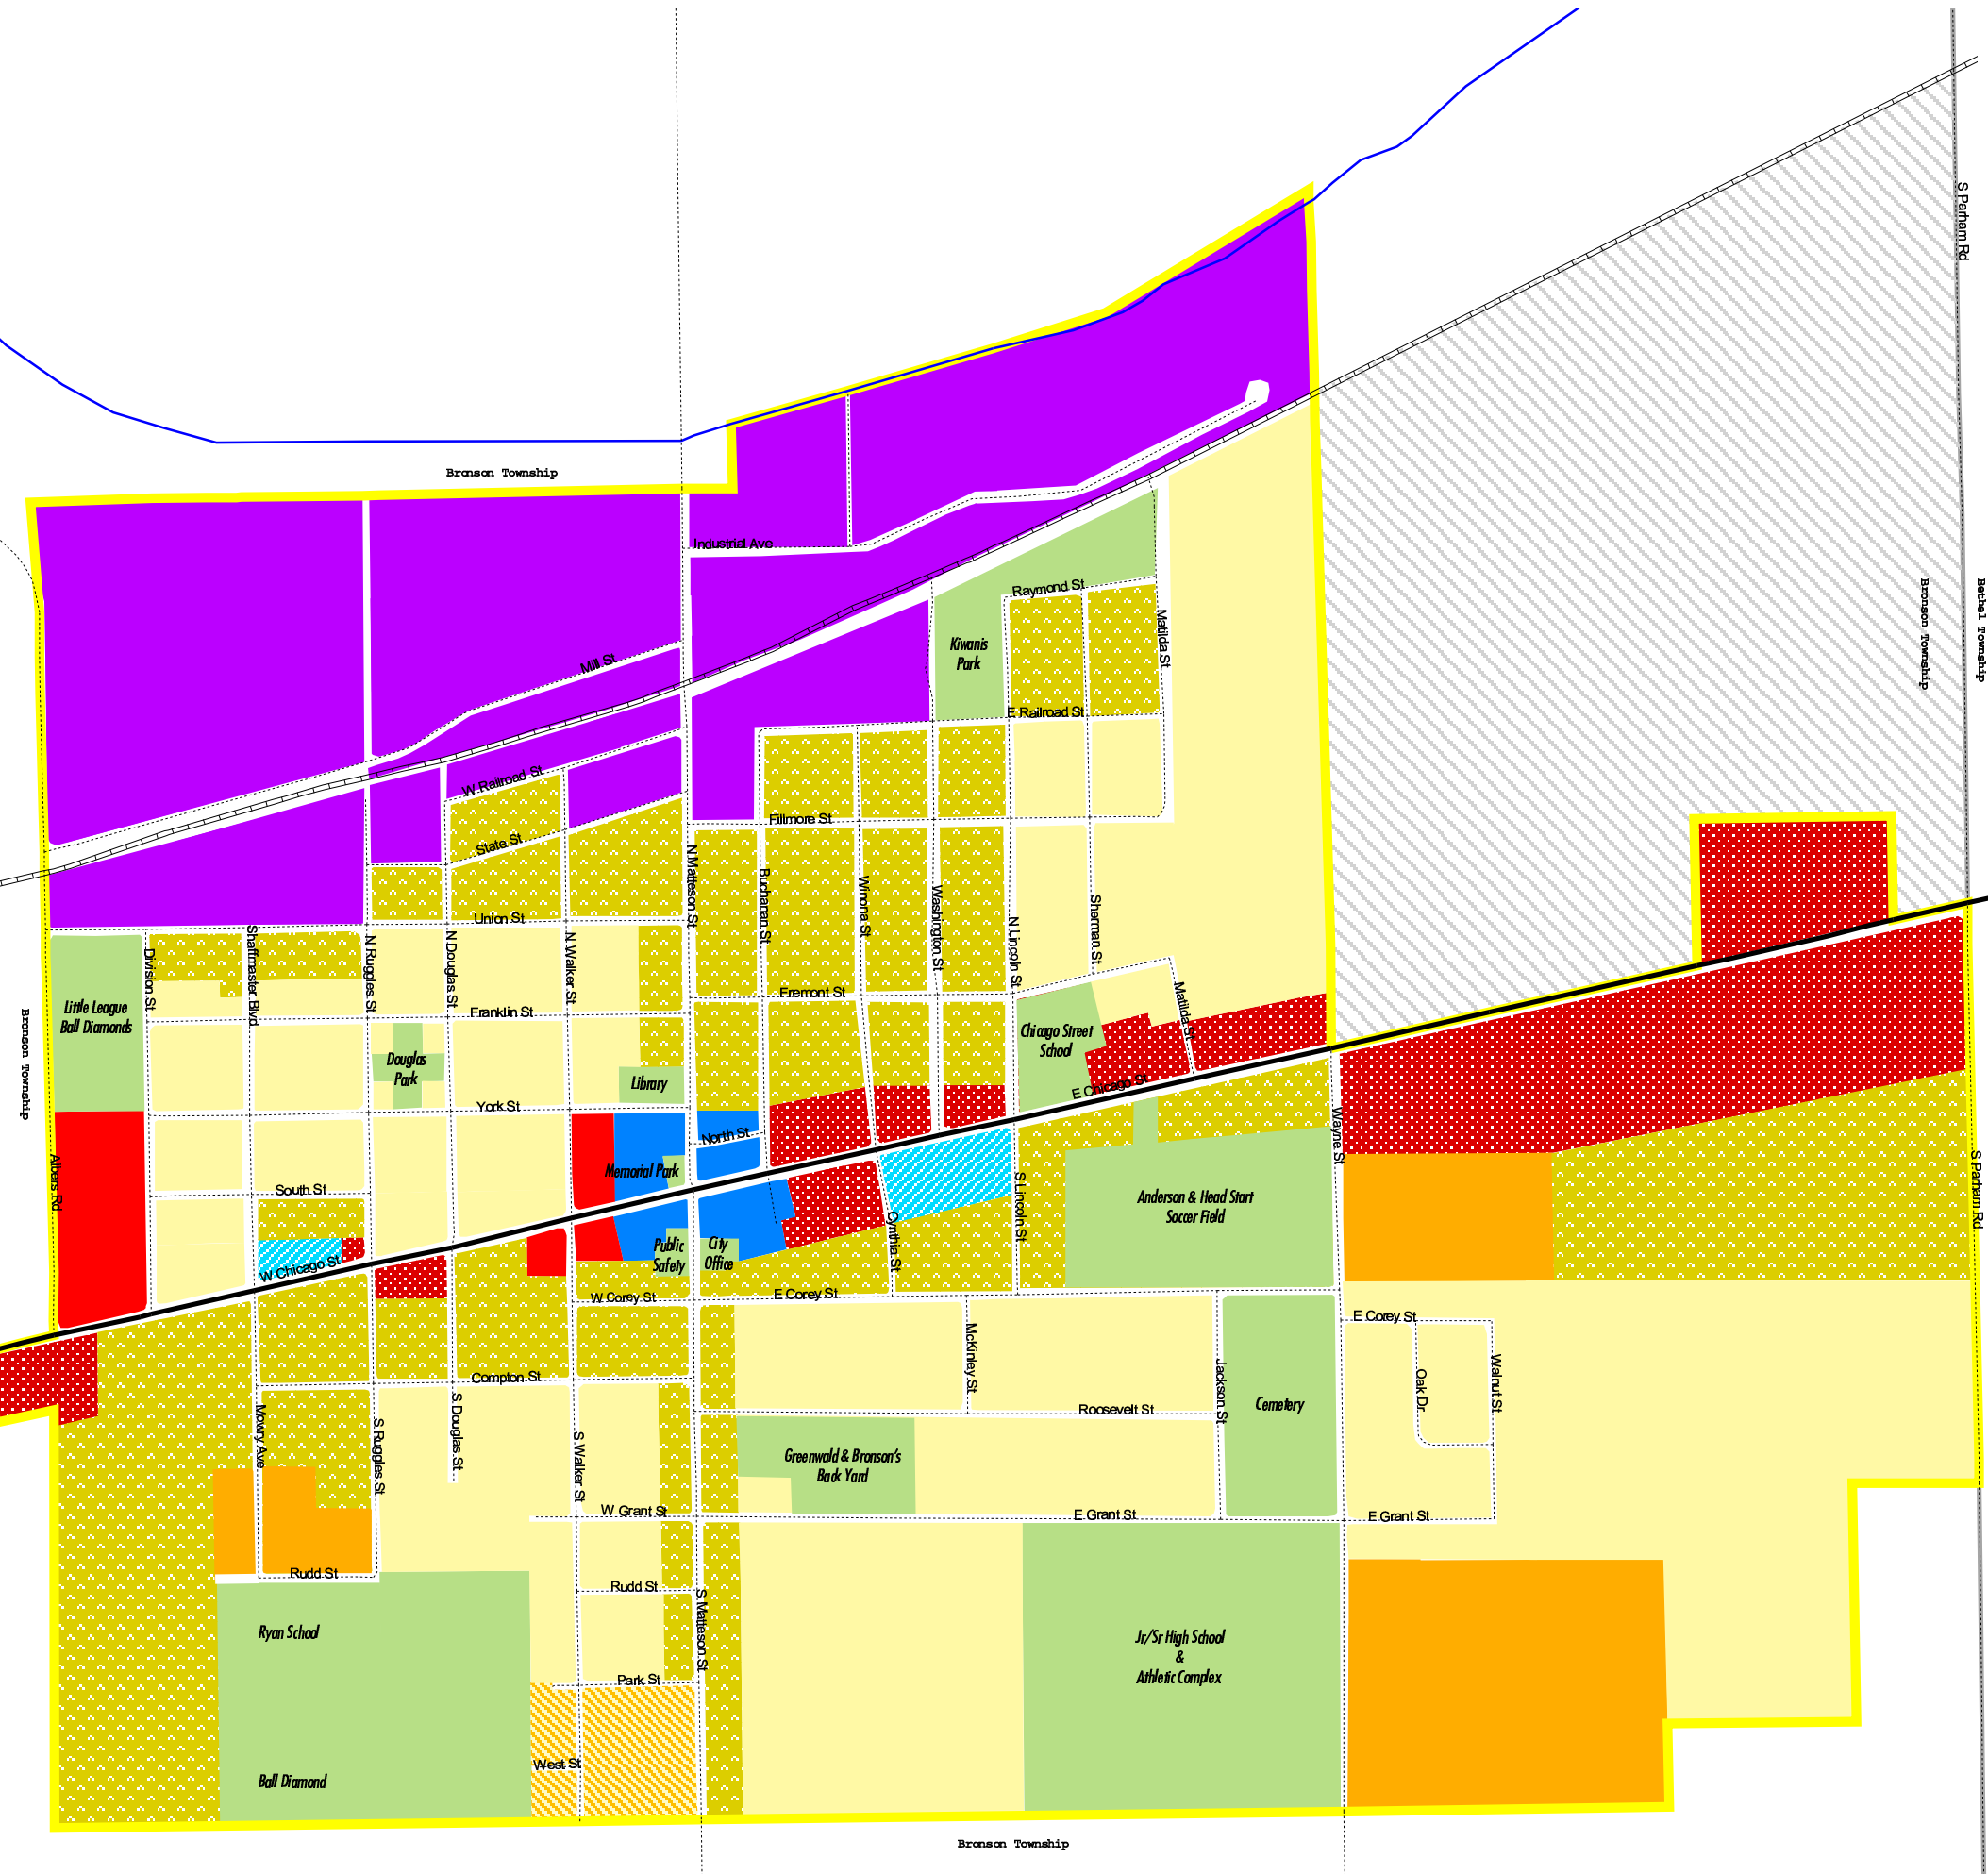 S Parham Rd
Bronson Township
Industrial Ave
Bronson Township
Bethel Township
Raymond St
Matilda St
Kiwanis
Park
Mill St
E Railroad St
W Railroad St
Fillmore St
State St
N Matteson St
Buchanan St
Winona St
Washington St
N Lincoln St
Sherman St
Union St
Division St
Shaffmaster Blvd
N Ruggles St
N Douglas St
N Walker St
Fremont St
Matilda St
Little League
Ball Diamonds
Franklin St
Bronson Township
Chicago Street
School
Douglas
Park
Library
E Chicago St
York St
Wayne St
North St
Albers Rd
Memorial Park
South St
S Lincoln St
Anderson & Head Start
Soccer Field
S Parham Rd
Cynthia St
Public
Safety
City
Office
W Chicago St
W Corey St
E Corey St
E Corey St
McKinley St
Jackson St
Oak Dr
Walnut St
Compton St
Mowry Ave
S Ruggles St
S Douglas St
S Walker St
Cemetery
Roosevelt St
Greenwald & Bronson's
Back Yard
W Grant St
E Grant St
E Grant St
Rudd St
Rudd St
S Matteson St
Ryan School
Jr/Sr High School
&
Athletic Complex
Park St
West St
Ball Diamond
Bronson Township